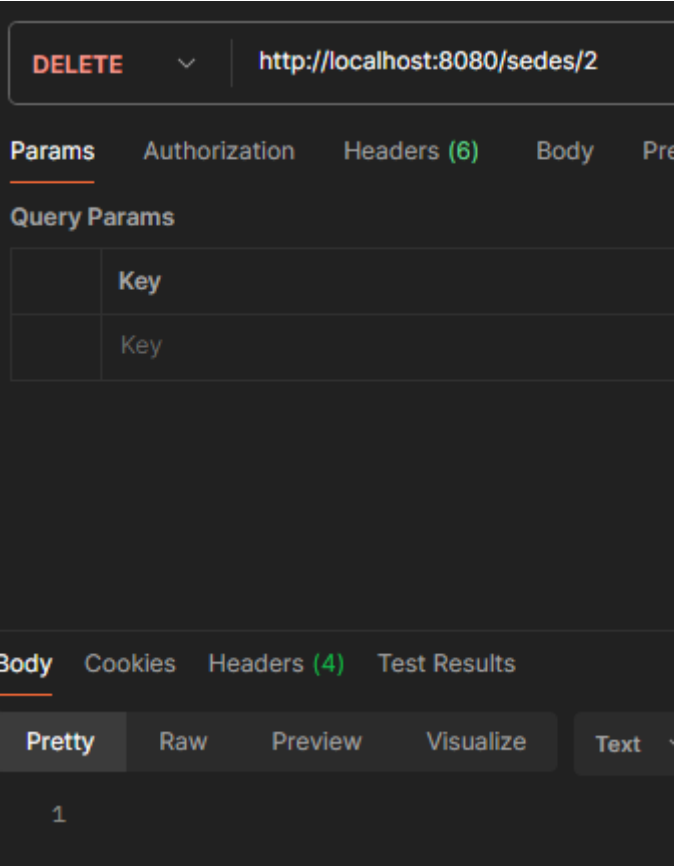 DELETE http://localhost:8080/sedes/2
Params Authorization Headers (6) Body Pre
Query Params
Key
Key
Body Cookies Headers (4) Test Results
Pretty Raw Preview Visualize Text
1